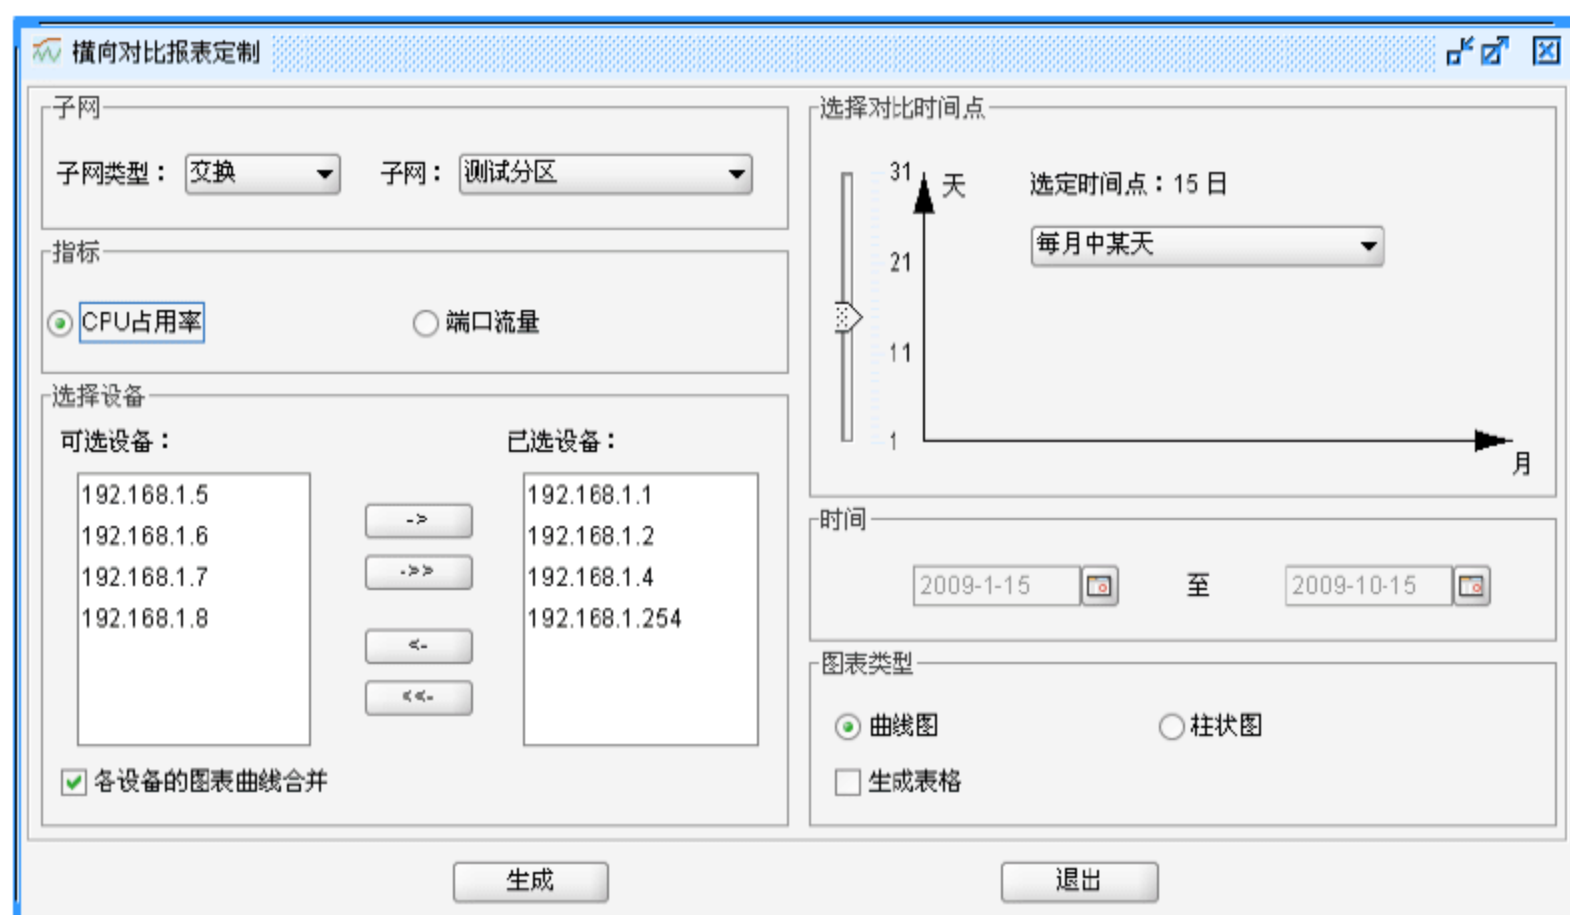 横向对比报表定制
子网
子网类型： 交换 子网： 测试分区
指标
CPU占用率 端口流量
选择设备
可选设备： 已选设备：
192.168.1.5
192.168.1.6
192.168.1.7
192.168.1.8
->
->>
<-
<<-
192.168.1.1
192.168.1.2
192.168.1.4
192.168.1.254
各设备的图表曲线合并
选择对比时间点
31
21
11
1
天
月
选定时间点：15 日
每月中某天
时间
2009-1-15 至 2009-10-15
图表类型
曲线图 柱状图
生成表格
生成 退出